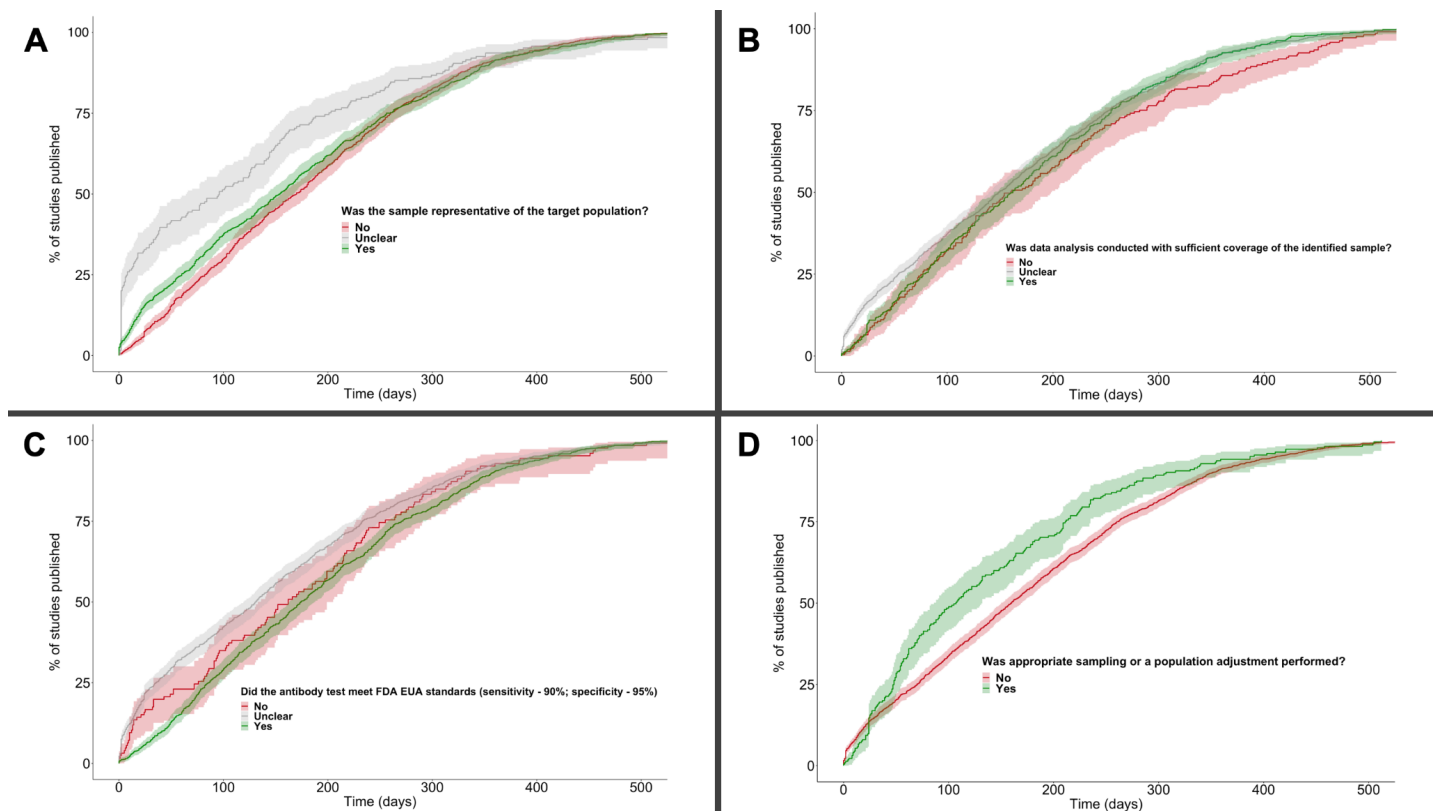 A
100
75
50
25
0
% of studies published
Was the sample representative of the target population?
No
Unclear
Yes
0 100 200 300 400 500
Time (days)
B
100
75
50
25
0
% of studies published
Was data analysis conducted with sufficient coverage of the identified sample?
No
Unclear
Yes
0 100 200 300 400 500
Time (days)
C
100
75
50
25
0
% of studies published
Did the antibody test meet FDA EUA standards (sensitivity - 90%; specificity - 95%)
No
Unclear
Yes
0 100 200 300 400 500
Time (days)
D
100
75
50
25
0
% of studies published
Was appropriate sampling or a population adjustment performed?
No
Yes
0 100 200 300 400 500
Time (days)